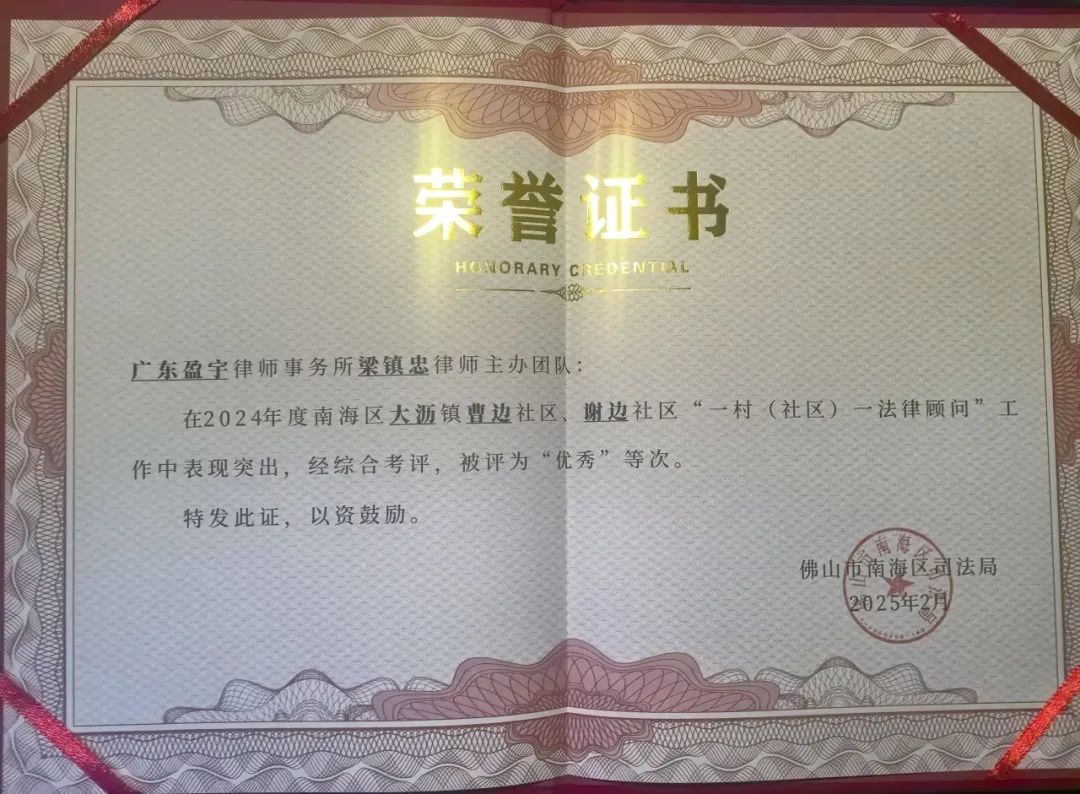 荣誉证书
HONORARY CREDENTIAL
广东盈宇律师事务所梁镇忠律师主办团队：
在2024年度南海区大沥镇曹边社区、谢边社区“一村（社区）一法律顾问”工
作中表现突出，经综合考评，被评为“优秀”等次。
特发此证，以资鼓励。
佛山市南海区司法局
2025年2月